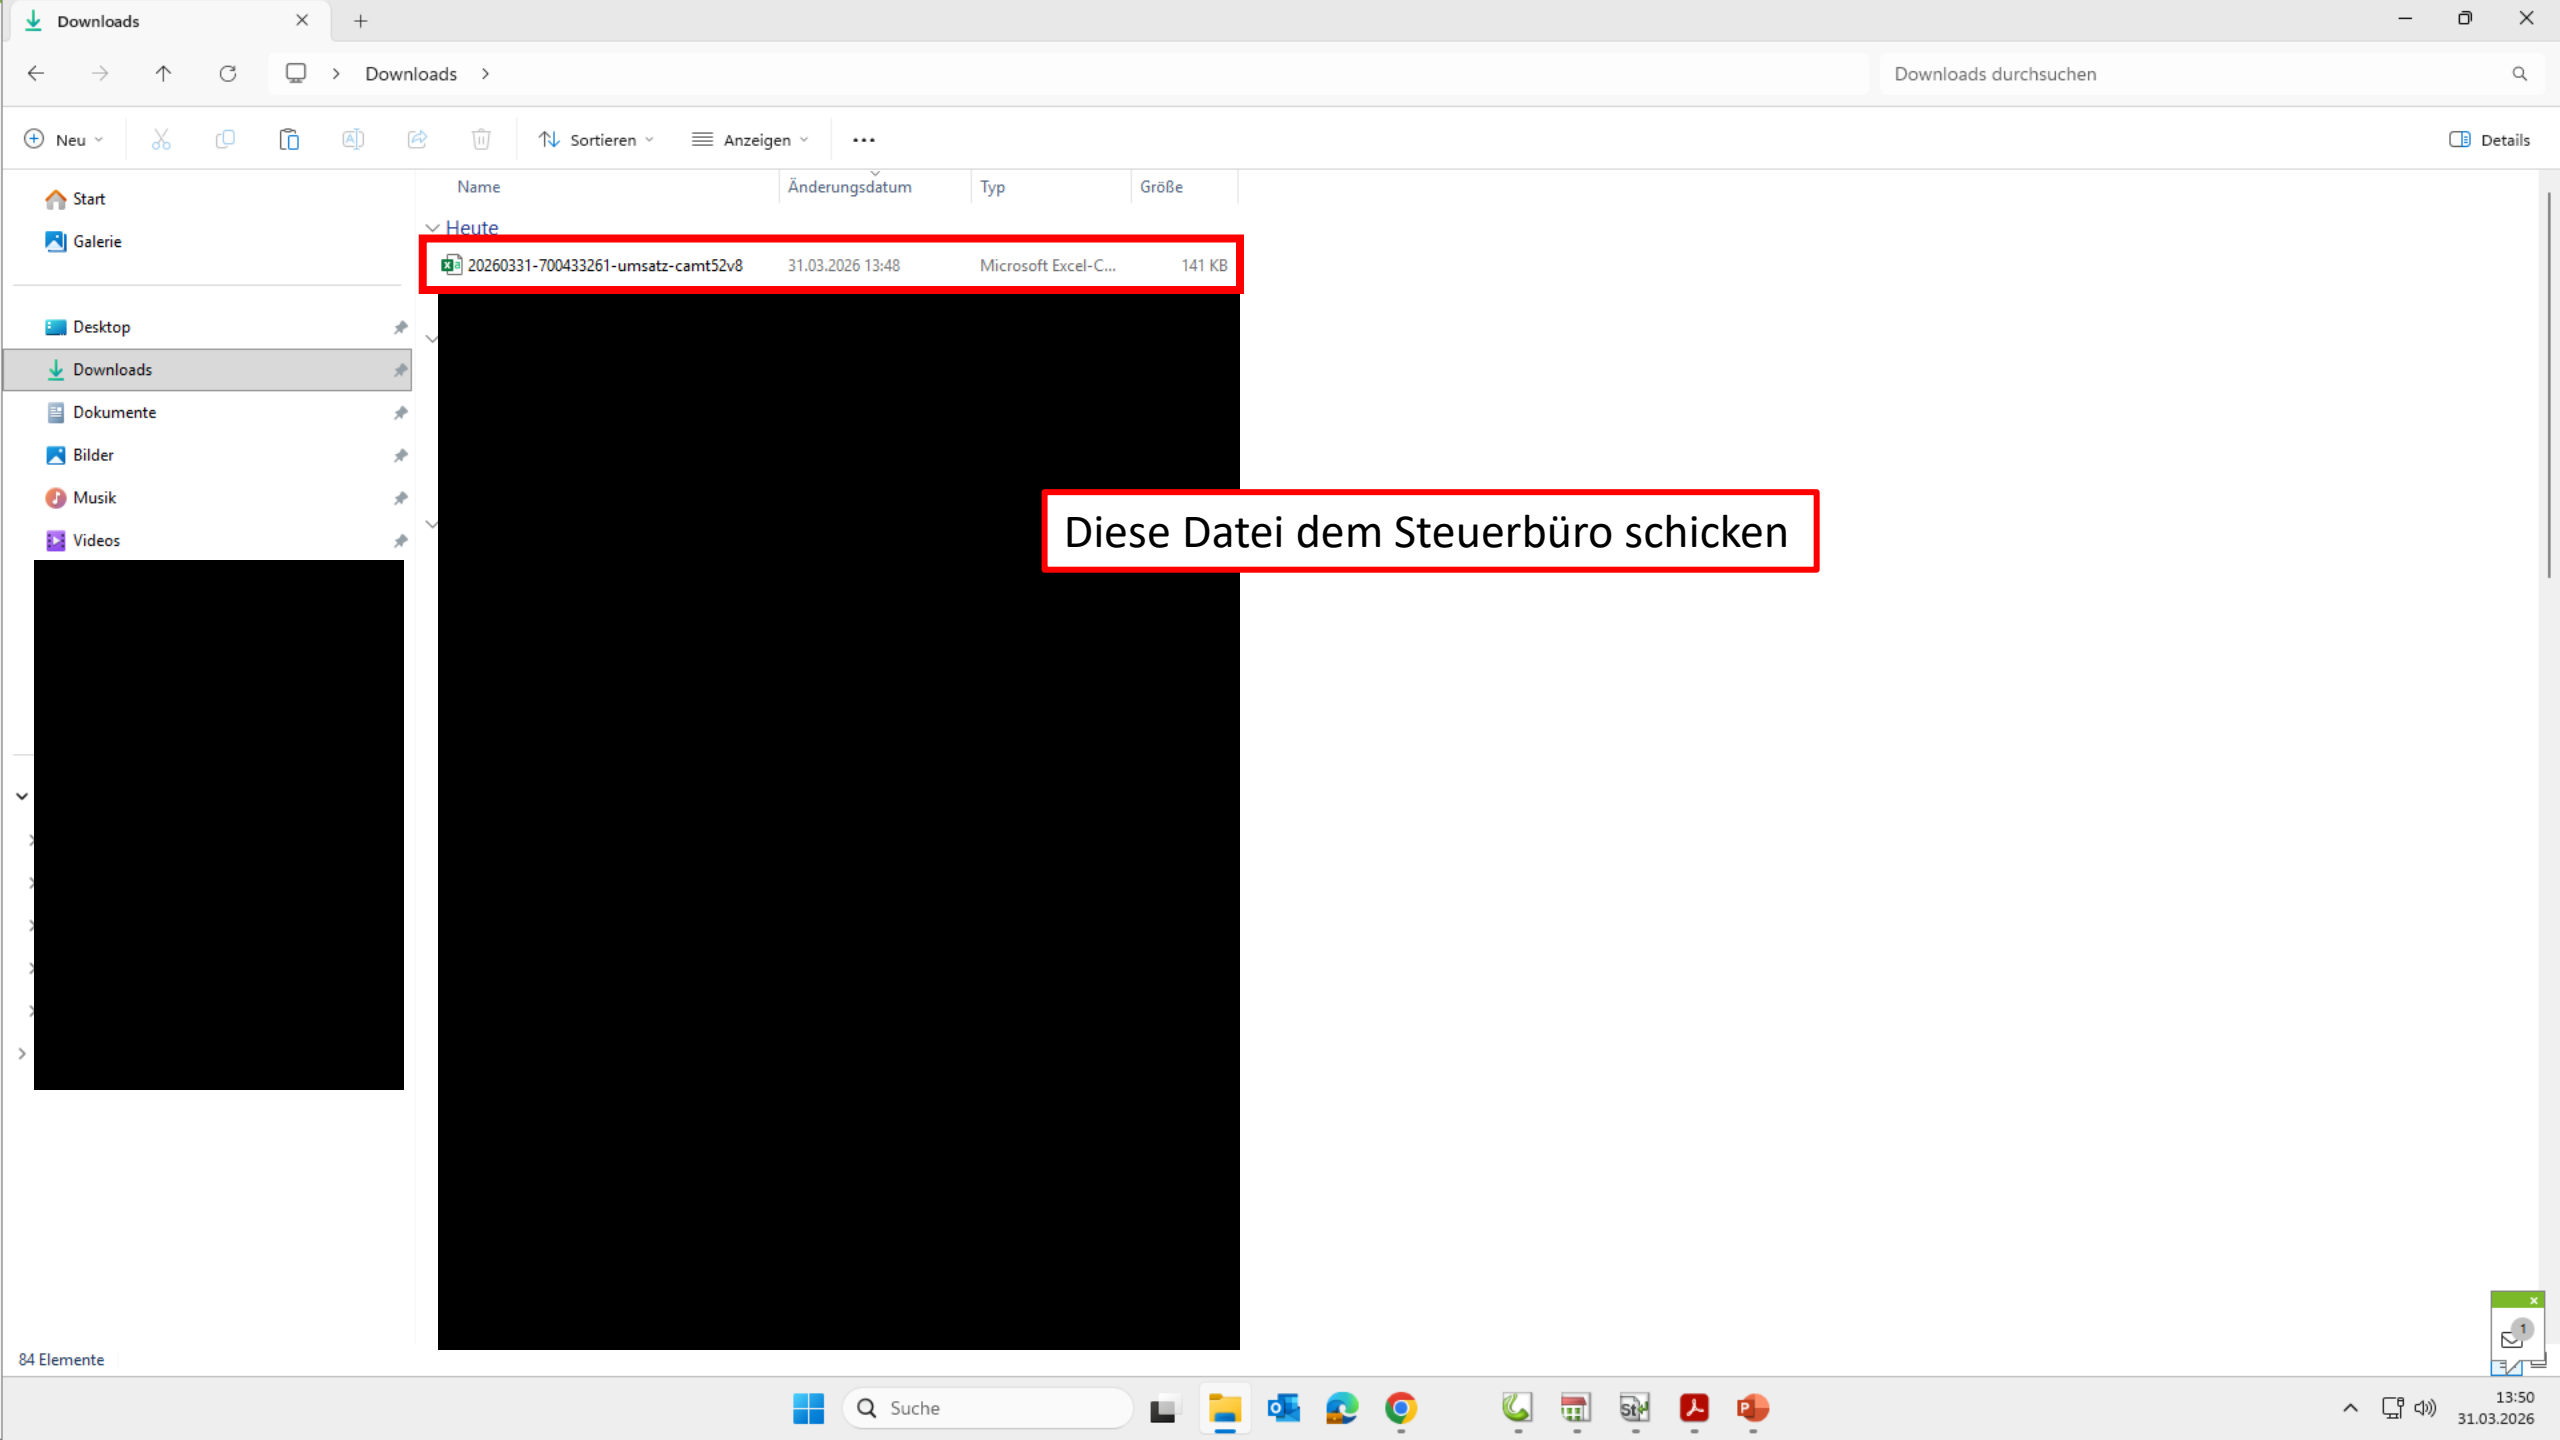 Downloads
Downloads
Downloads durchsuchen
Neu
Sortieren
Anzeigen
Details
Name Änderungsdatum Typ Größe
Start
Galerie
Heute
20260331-700433261-umsatz-camt52v8 31.03.2026 13:48 Microsoft Excel-C... 141 KB
Desktop
Downloads
Dokumente
Bilder
Musik
Videos
Diese Datei dem Steuerbüro schicken
1
84 Elemente
Suche
13:50
31.03.2026